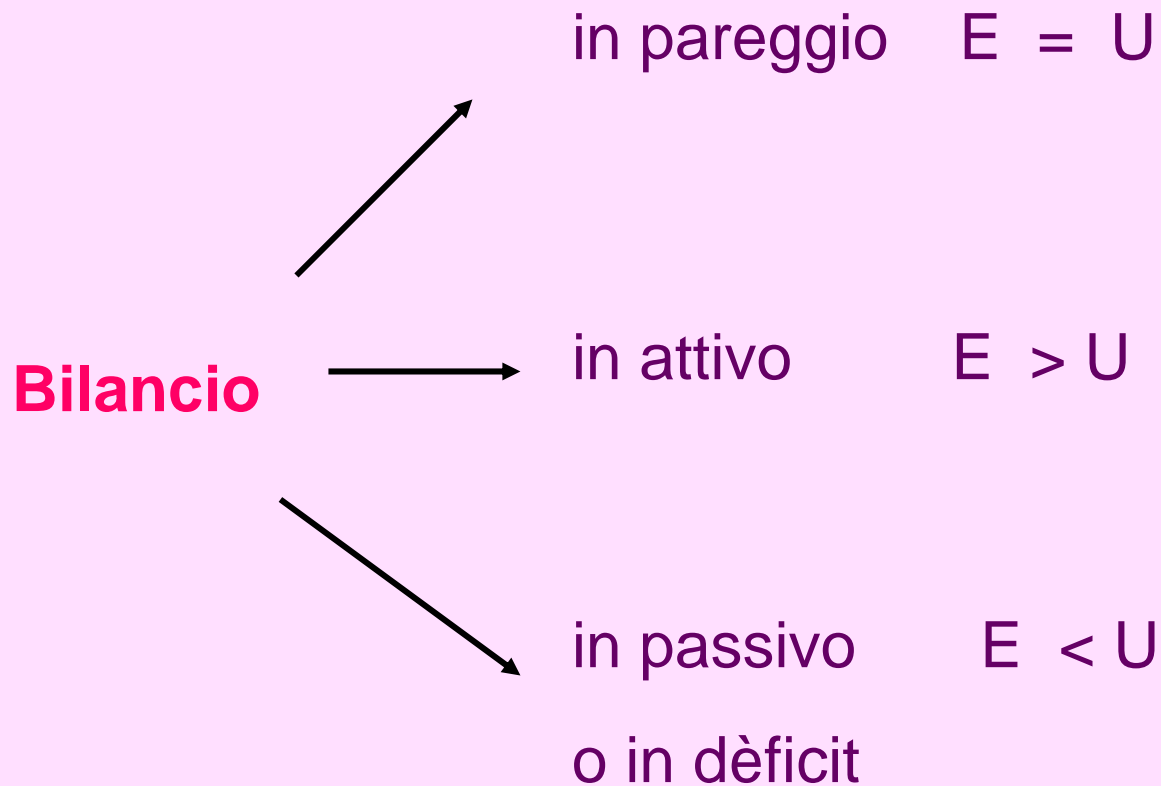 in pareggio E = U
in attivo E > U
Bilancio
in passivo E < U
o in dèficit